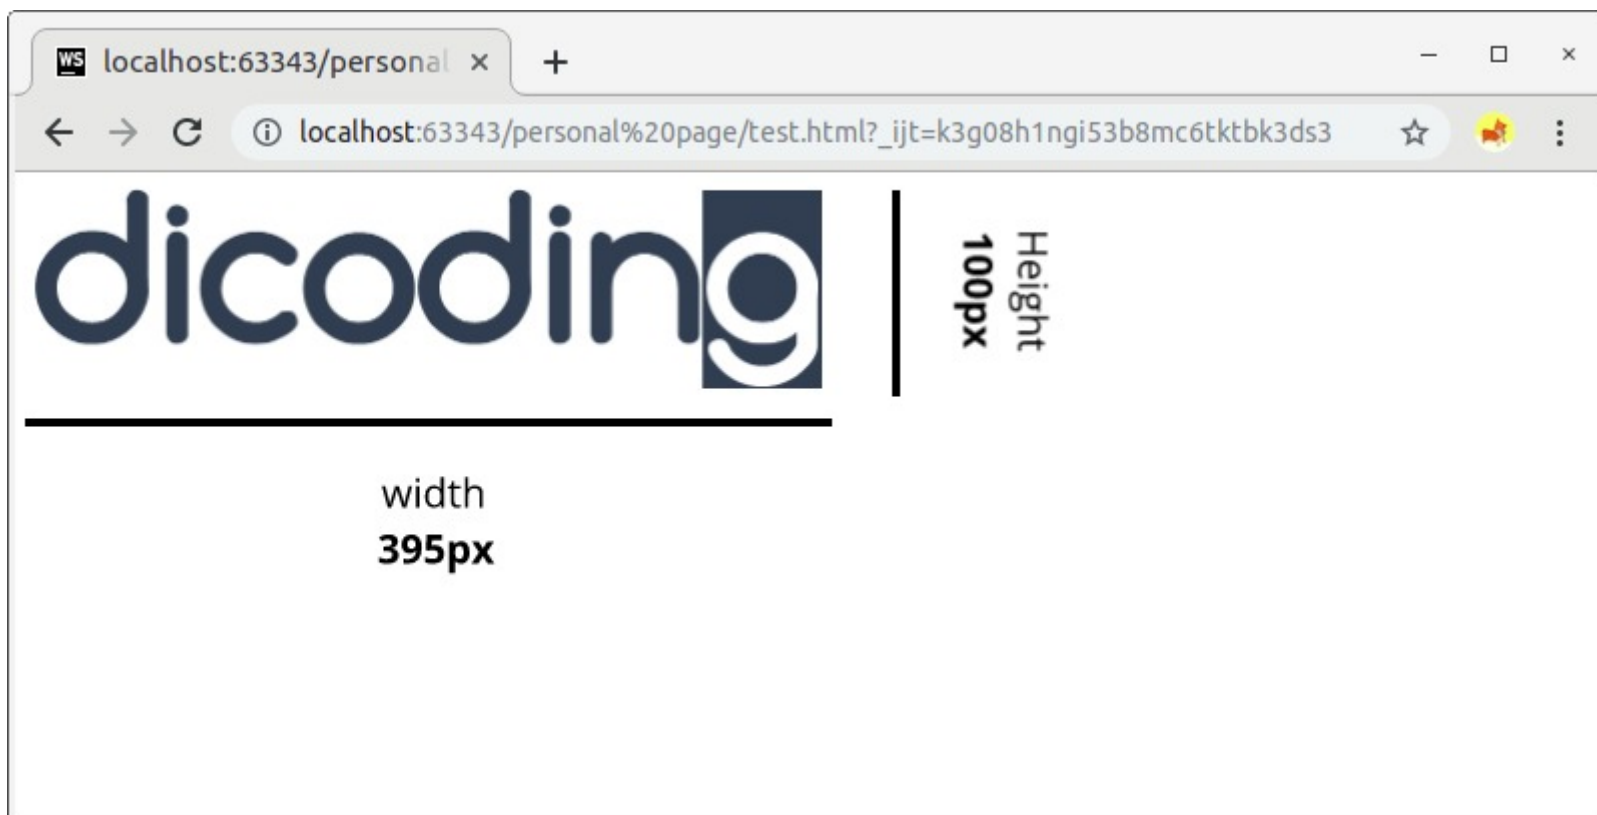 WS localhost:63343/personal
localhost:63343/personal%20page/test.html?_ijt=k3g08h1ngi53b8mc6tktbk3ds3
dicoding
Height
100px
width
395px